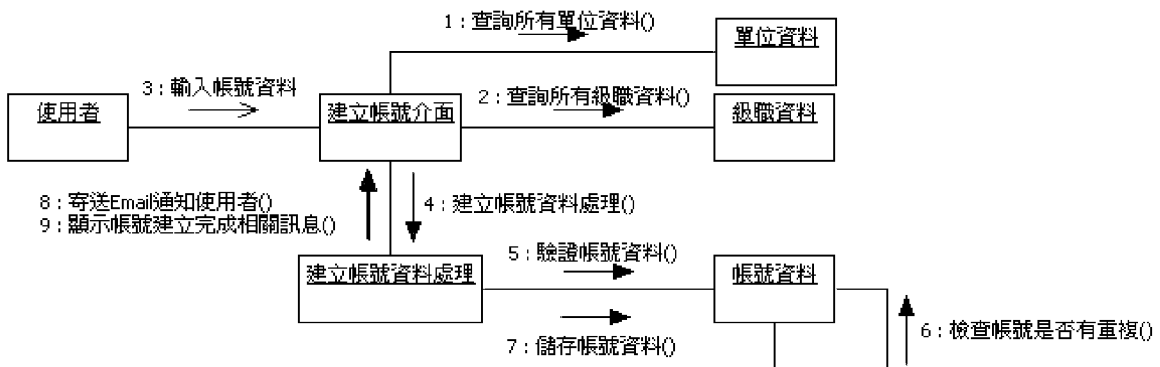 1 : 查詢所有單位資料()
單位資料
3 : 輸入帳號資料
使用者
建立帳號介面
2 : 查詢所有級職資料()
級職資料
8 : 寄送Email通知使用者()
9 : 顯示帳號建立完成相關訊息()
4 : 建立帳號資料處理()
建立帳號資料處理
5 : 驗證帳號資料()
帳號資料
7 : 儲存帳號資料()
6 : 檢查帳號是否有重複()